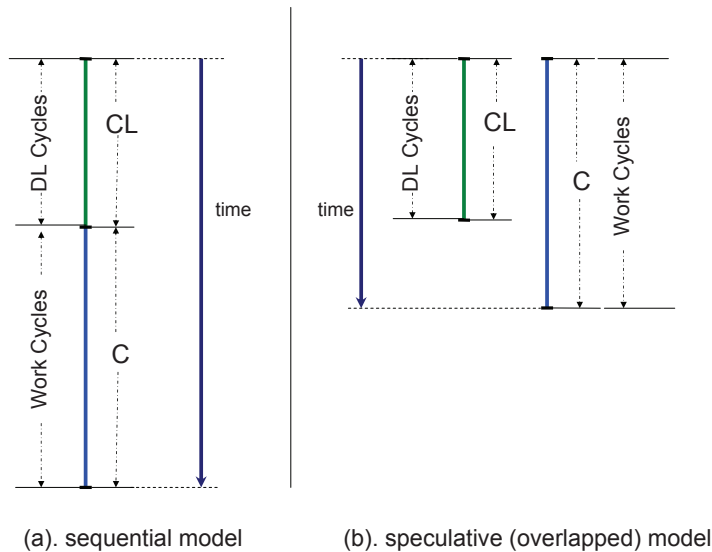 DL Cycles
CL
time
Work Cycles
C
(a). sequential model
time
DL Cycles
CL
C
Work Cycles
(b). speculative (overlapped) model